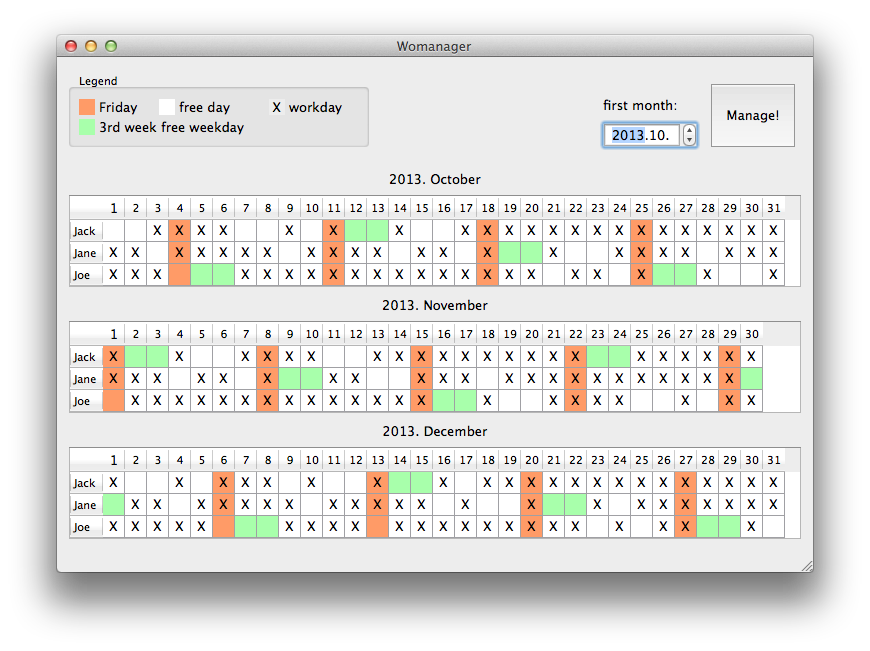 Womanager
Legend
Friday free day X workday
3rd week free weekday
first month:
2013.10.
Manage!
2013. October
1 2 3 4 5 6 7 8 9 10 11 12 13 14 15 16 17 18 19 20 21 22 23 24 25 26 27 28 29 30 31
Jack X X X X X X X X X X X X X X X X X X X X X X
Jane X X X X X X X X X X X X X X X X X X X X X X
Joe X X X X X X X X X X X X X X X X X X X X X X
2013. November
1 2 3 4 5 6 7 8 9 10 11 12 13 14 15 16 17 18 19 20 21 22 23 24 25 26 27 28 29 30
Jack X X X X X X X X X X X X X X X X X X X X X X
Jane X X X X X X X X X X X X X X X X X X X X X X
Joe X X X X X X X X X X X X X X X X X X X X X X
2013. December
1 2 3 4 5 6 7 8 9 10 11 12 13 14 15 16 17 18 19 20 21 22 23 24 25 26 27 28 29 30 31
Jack X X X X X X X X X X X X X X X X X X X X X X
Jane X X X X X X X X X X X X X X X X X X X X X X
Joe X X X X X X X X X X X X X X X X X X X X X X